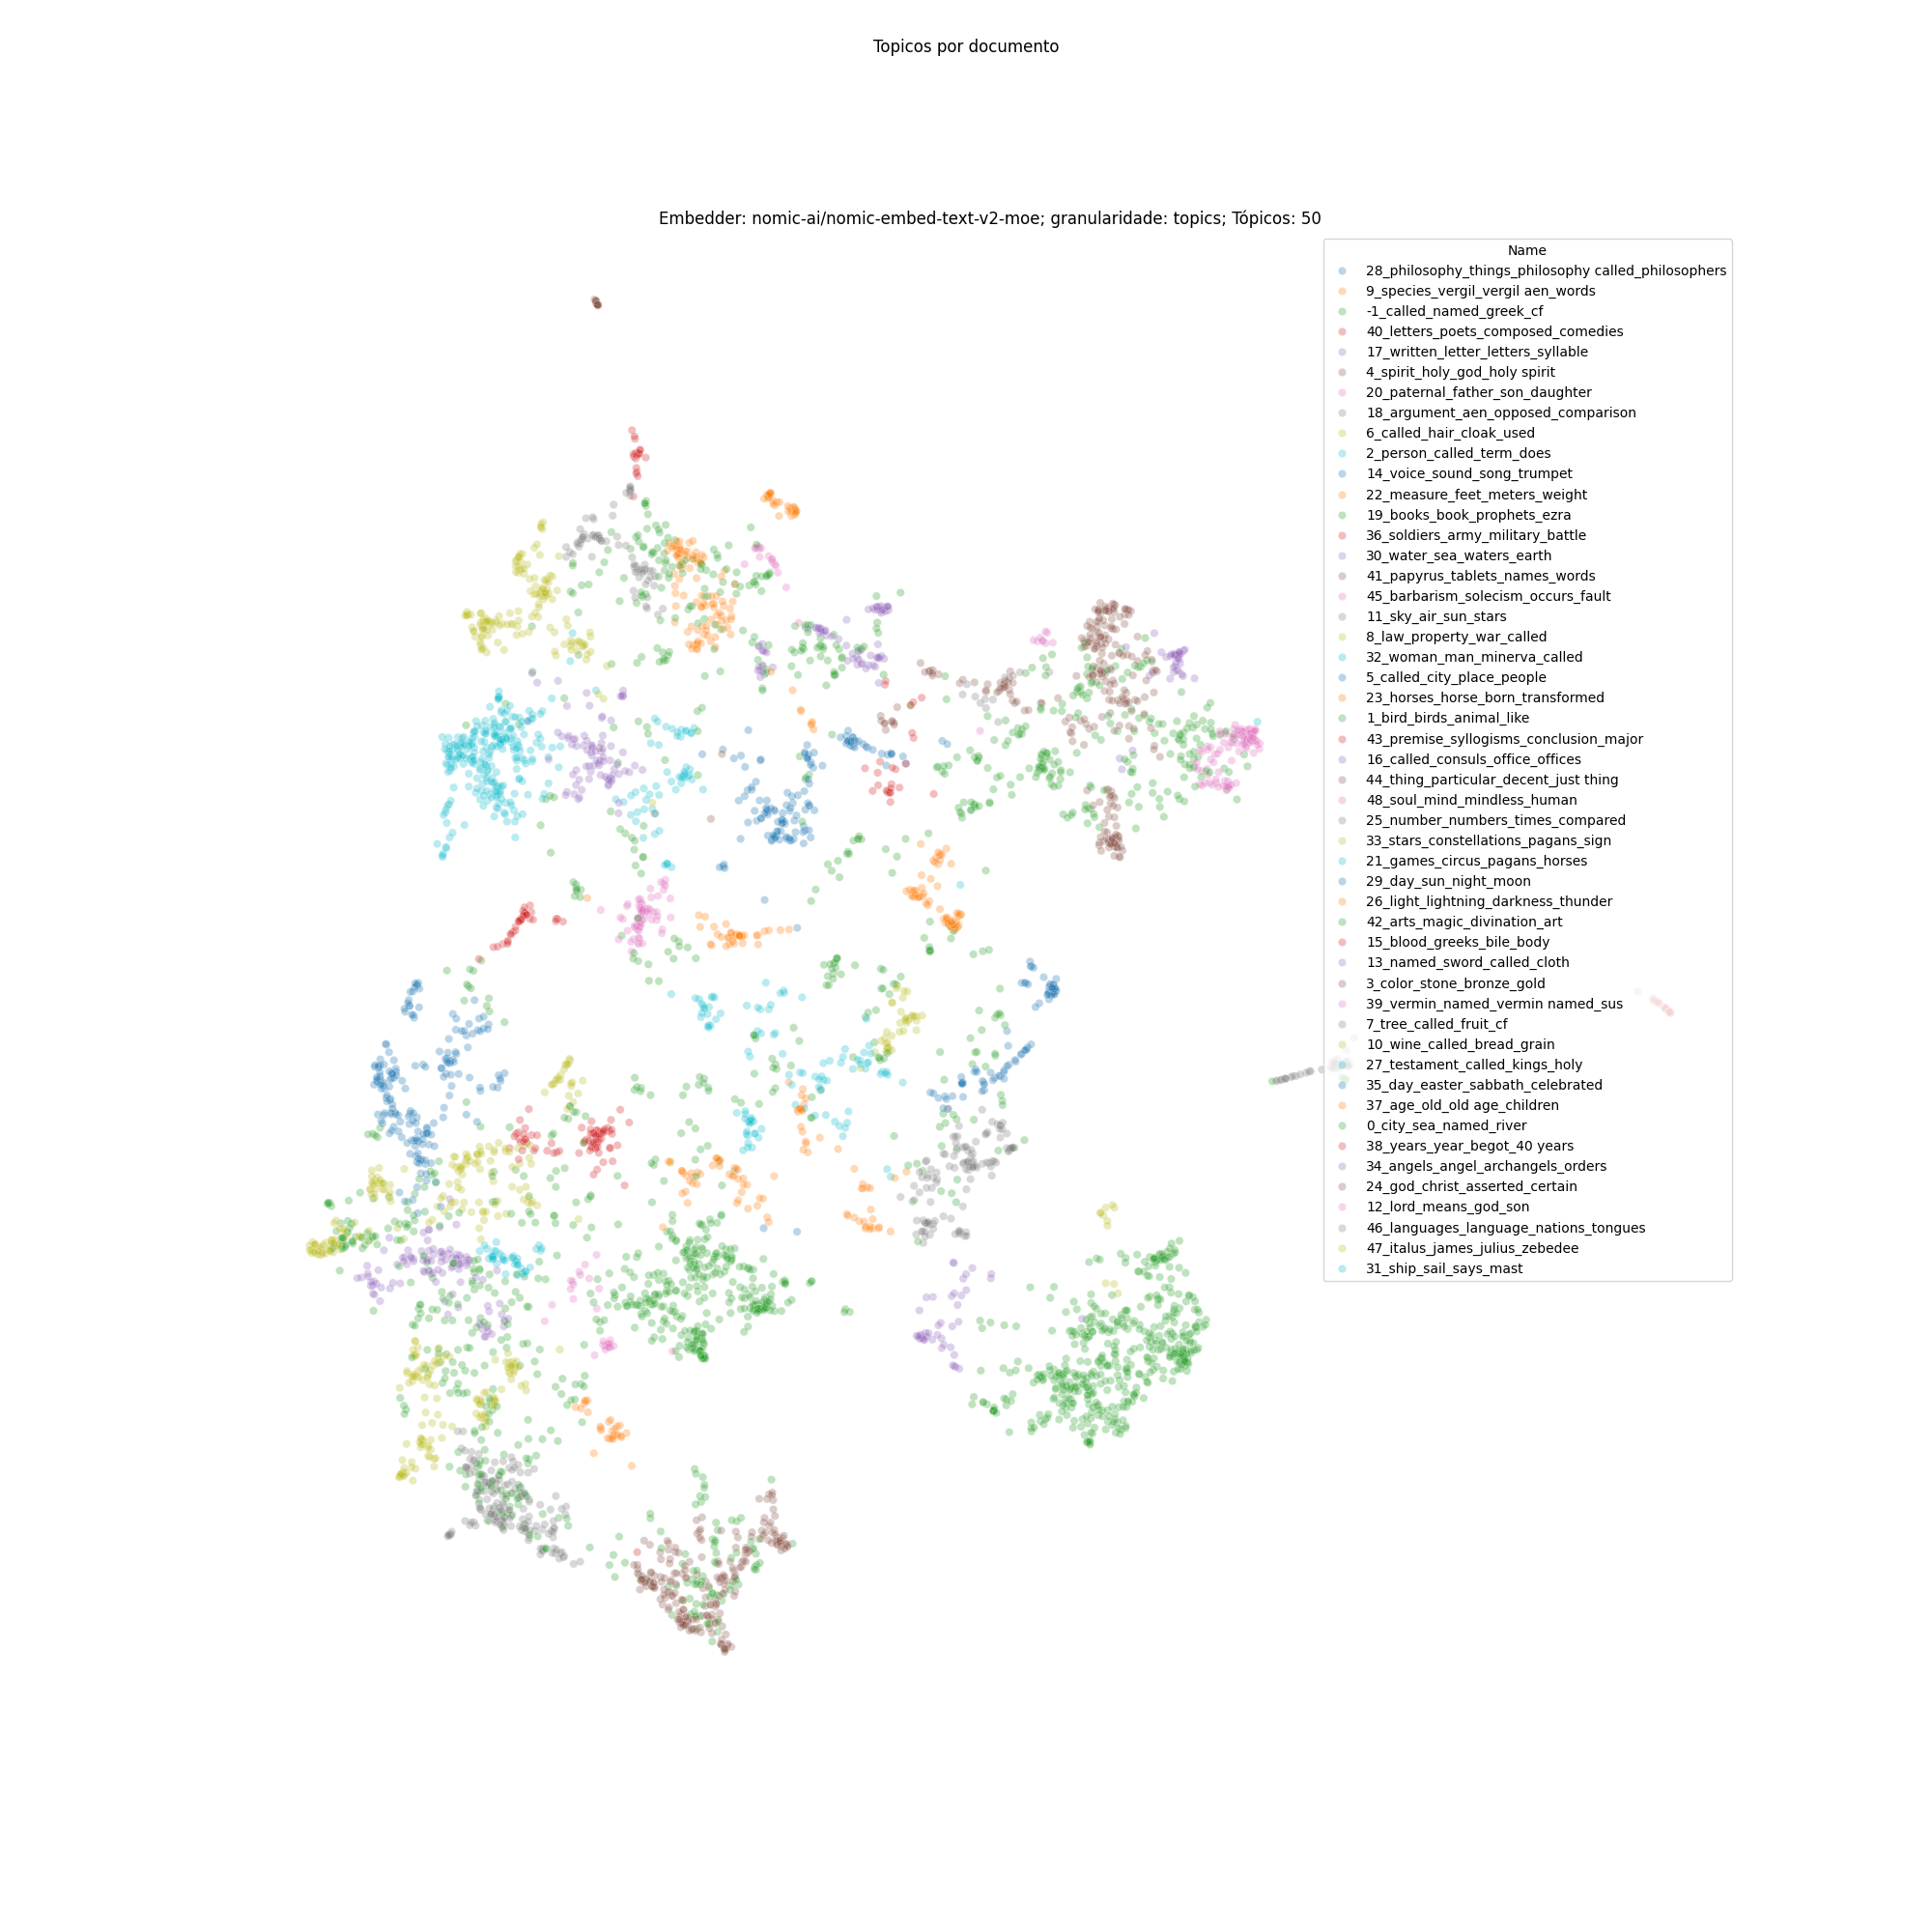 Topicos por documento
Embedder: nomic-ai/nomic-embed-text-v2-moe; granularidade: topics; Tópicos: 50
Name
28_philosophy_things_philosophy called_philosophers
9_species_vergil_vergil aen_words
-1_called_named_greek_cf
40_letters_poets_composed_comedies
17_written_letter_letters_syllable
4_spirit_holy_god_holy spirit
20_paternal_father_son_daughter
18_argument_aen_opposed_comparison
6_called_hair_cloak_used
2_person_called_term_does
14_voice_sound_song_trumpet
22_measure_feet_meters_weight
19_books_book_prophets_ezra
36_soldiers_army_military_battle
30_water_sea_waters_earth
41_papyrus_tablets_names_words
45_barbarism_solecism_occurs_fault
11_sky_air_sun_stars
8_law_property_war_called
32_woman_man_minerva_called
5_called_city_place_people
23_horses_horse_born_transformed
1_bird_birds_animal_like
43_premise_syllogisms_conclusion_major
16_called_consuls_office_offices
44_thing_particular_decent_just thing
48_soul_mind_mindless_human
25_number_numbers_times_compared
33_stars_constellations_pagans_sign
21_games_circus_pagans_horses
29_day_sun_night_moon
26_light_lightning_darkness_thunder
42_arts_magic_divination_art
15_blood_greeks_bile_body
13_named_sword_called_cloth
3_color_stone_bronze_gold
39_vermin_named_vermin named_sus
7_tree_called_fruit_cf
10_wine_called_bread_grain
27_testament_called_kings_holy
35_day_easter_sabbath_celebrated
37_age_old_old age_children
0_city_sea_named_river
38_years_year_begot_40 years
34_angels_angel_archangels_orders
24_god_christ_asserted_certain
12_lord_means_god_son
46_languages_language_nations_tongues
47_italus_james_julius_zebedee
31_ship_sail_says_mast